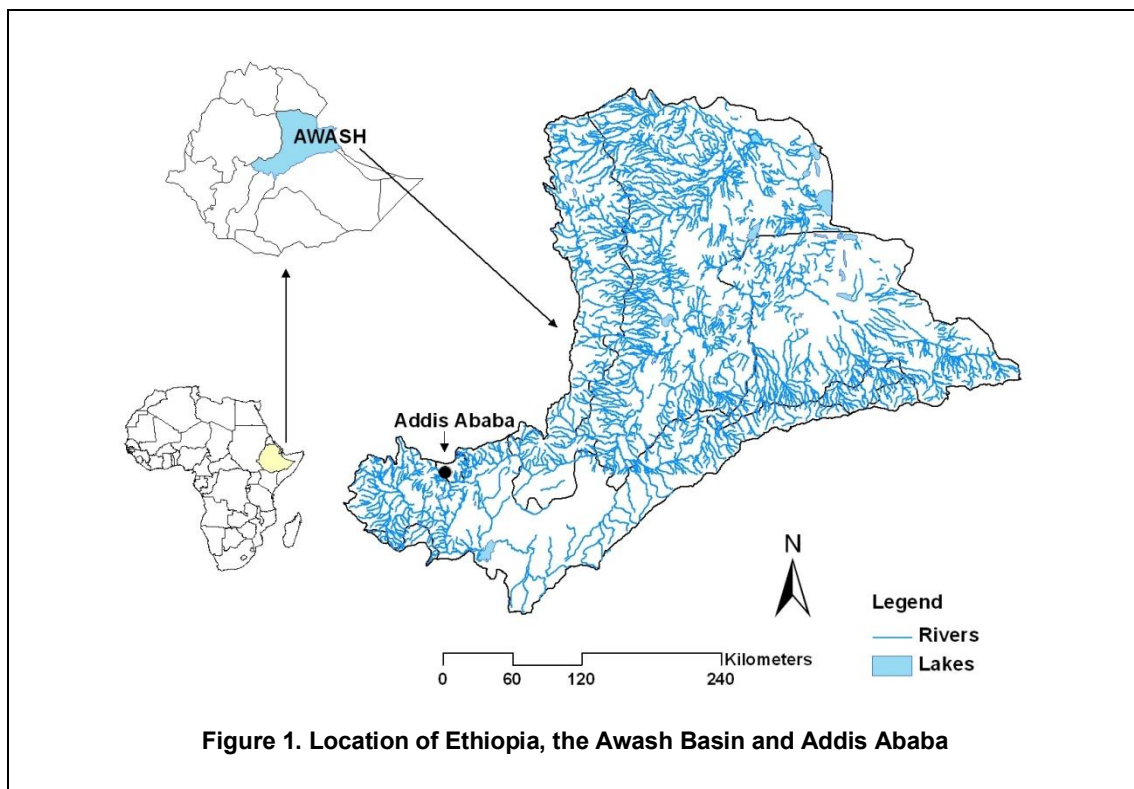 AWASH
Addis Ababa
N
Legend
Rivers
Lakes
Kilometers
0 60 120 240
Figure 1. Location of Ethiopia, the Awash Basin and Addis Ababa